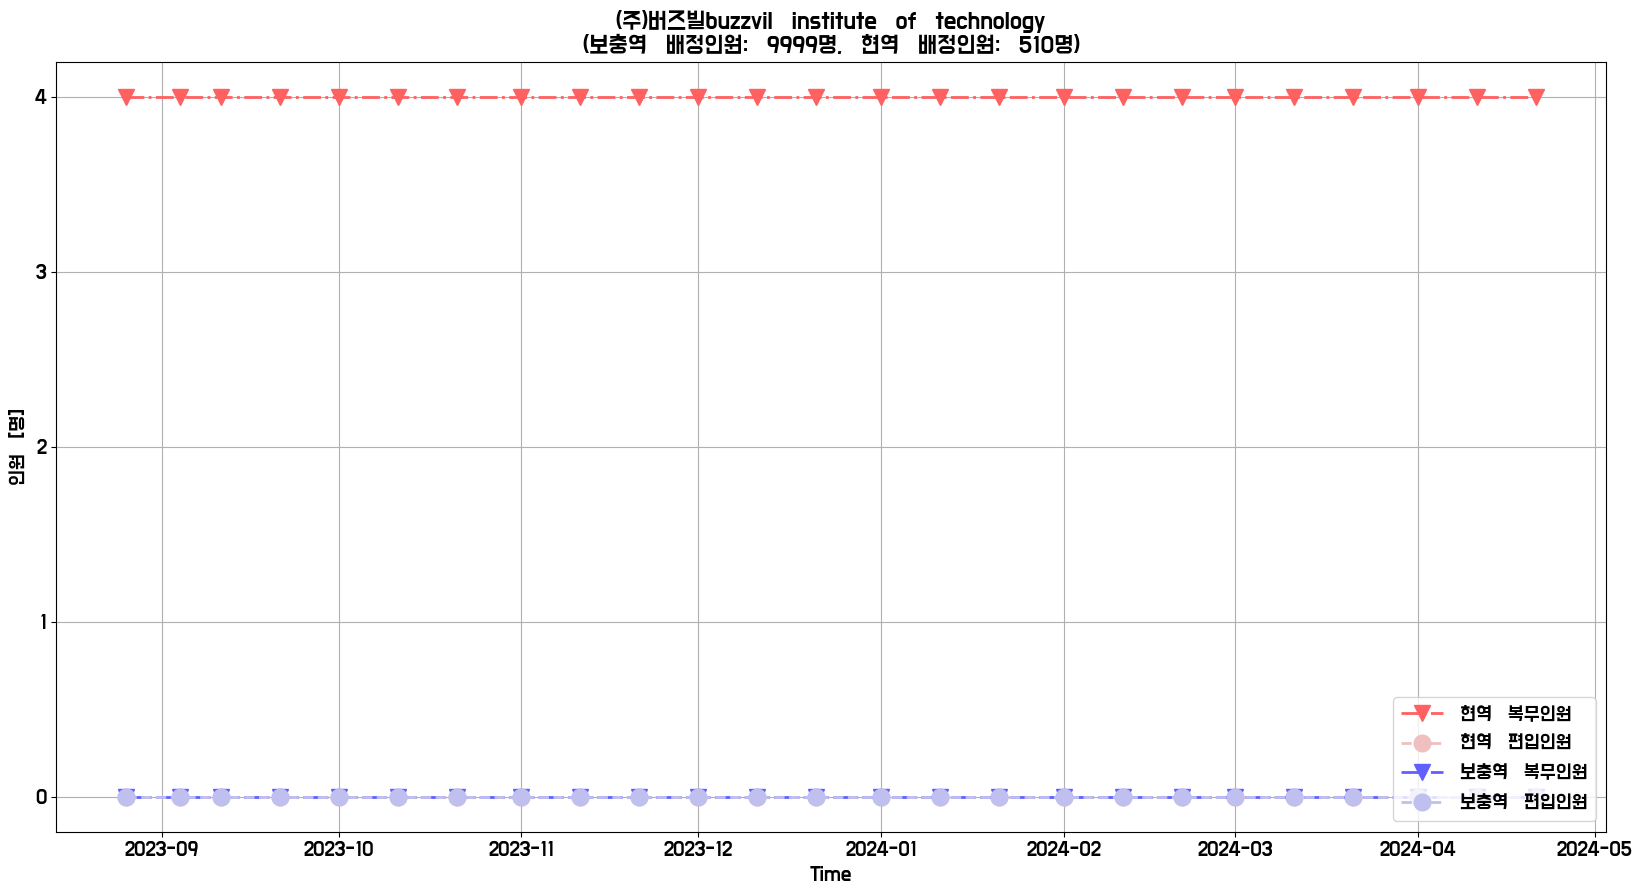 (주)버즈빌buzzvil institute of technology
(보충역 배정인원: 9999명, 현역 배정인원: 510명)
인원 [명]
4
3
2
1
0
현역 복무인원
현역 편입인원
보충역 복무인원
보충역 편입인원
2023-09 2023-10 2023-11 2023-12 2024-01 2024-02 2024-03 2024-04 2024-05
Time